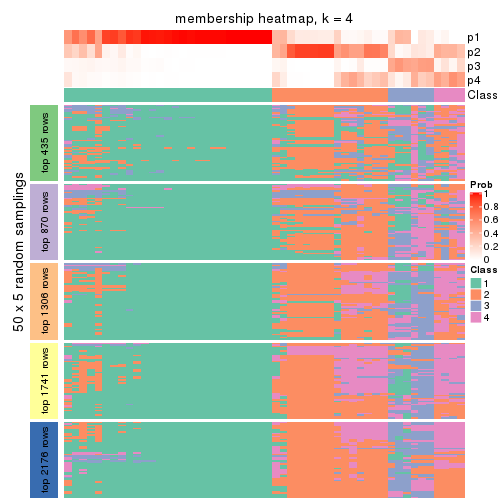 membership heatmap, k = 4
p1
p2
p3
p4
Class
50 x 5 random samplings
top 435 rows
top 870 rows
top 1306 rows
top 1741 rows
top 2176 rows
Prob
1
0.8
0.6
0.4
0.2
0
Class
1
2
3
4